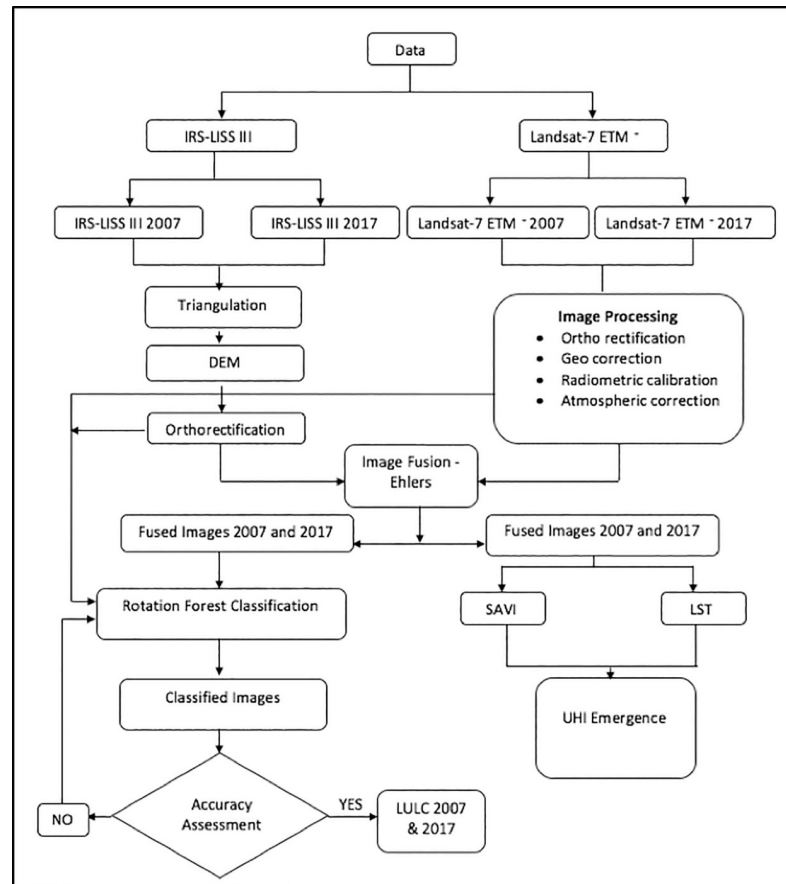 Data
IRS-LISS III
Landsat-7 ETM -
IRS-LISS III 2007
IRS-LISS III 2017
Landsat-7 ETM - 2007
Landsat-7 ETM - 2017
Triangulation
DEM
Orthorectification
Image Processing
• Ortho rectification
• Geo correction
• Radiometric calibration
• Atmospheric correction
Image Fusion -
Ehlers
Fused Images 2007 and 2017
Fused Images 2007 and 2017
Rotation Forest Classification
SAVI
LST
Classified Images
UHI Emergence
Accuracy
Assessment
NO
YES
LULC 2007
& 2017